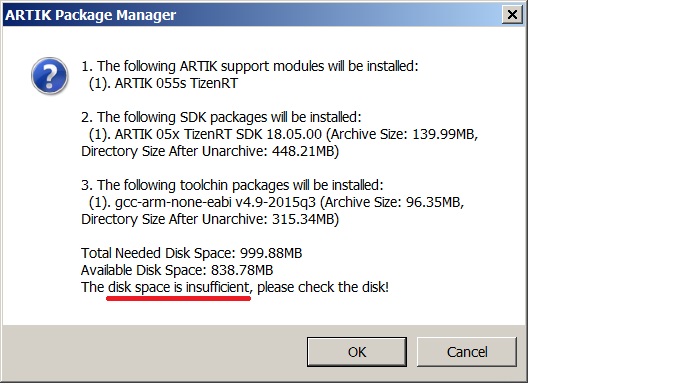 ARTIK Package Manager
1. The following ARTIK support modules will be installed:
(1). ARTIK 055s TizenRT
2. The following SDK packages will be installed:
(1). ARTIK 05x TizenRT SDK 18.05.00 (Archive Size: 139.99MB,
Directory Size After Unarchive: 448.21MB)
3. The following toolchin packages will be installed:
(1). gcc-arm-none-eabi v4.9-2015q3 (Archive Size: 96.35MB,
Directory Size After Unarchive: 315.34MB)
Total Needed Disk Space: 999.88MB
Available Disk Space: 838.78MB
The disk space is insufficient, please check the disk!
OK
Cancel